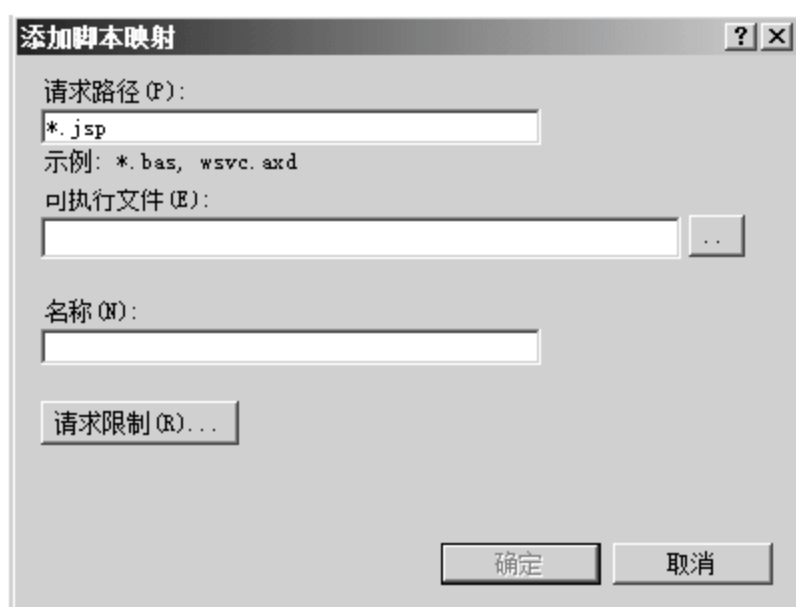 添加脚本映射
请求路径(P):
*.jsp
示例: *.bas, wsvc.axd
可执行文件(E):
..
名称(N):
请求限制(R)...
确定 取消